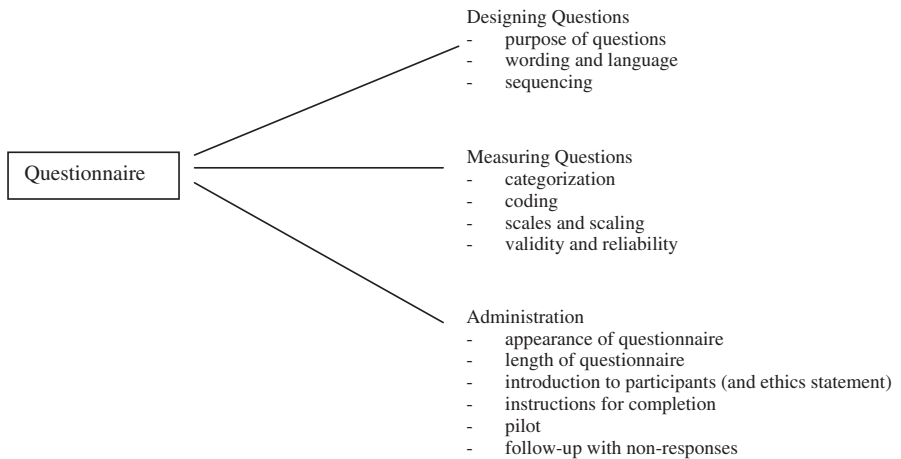 Questionnaire
Designing Questions
- purpose of questions
- wording and language
- sequencing
Measuring Questions
- categorization
- coding
- scales and scaling
- validity and reliability
Administration
- appearance of questionnaire
- length of questionnaire
- introduction to participants (and ethics statement)
- instructions for completion
- pilot
- follow-up with non-responses